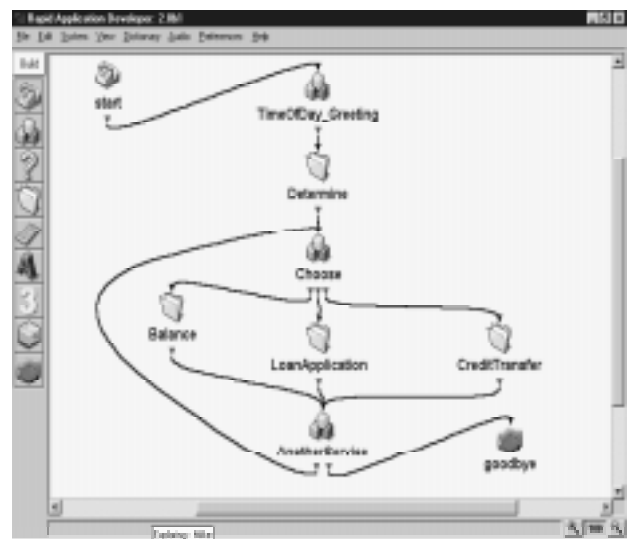 Rapid Application Developer 2.0b1
File Edit System View Dictionary Audio Preferences Help
Build
start
TimeOfDay_Greeting
Determine
Choose
Balance
LoanApplication
CreditTransfer
AnotherService
goodbye